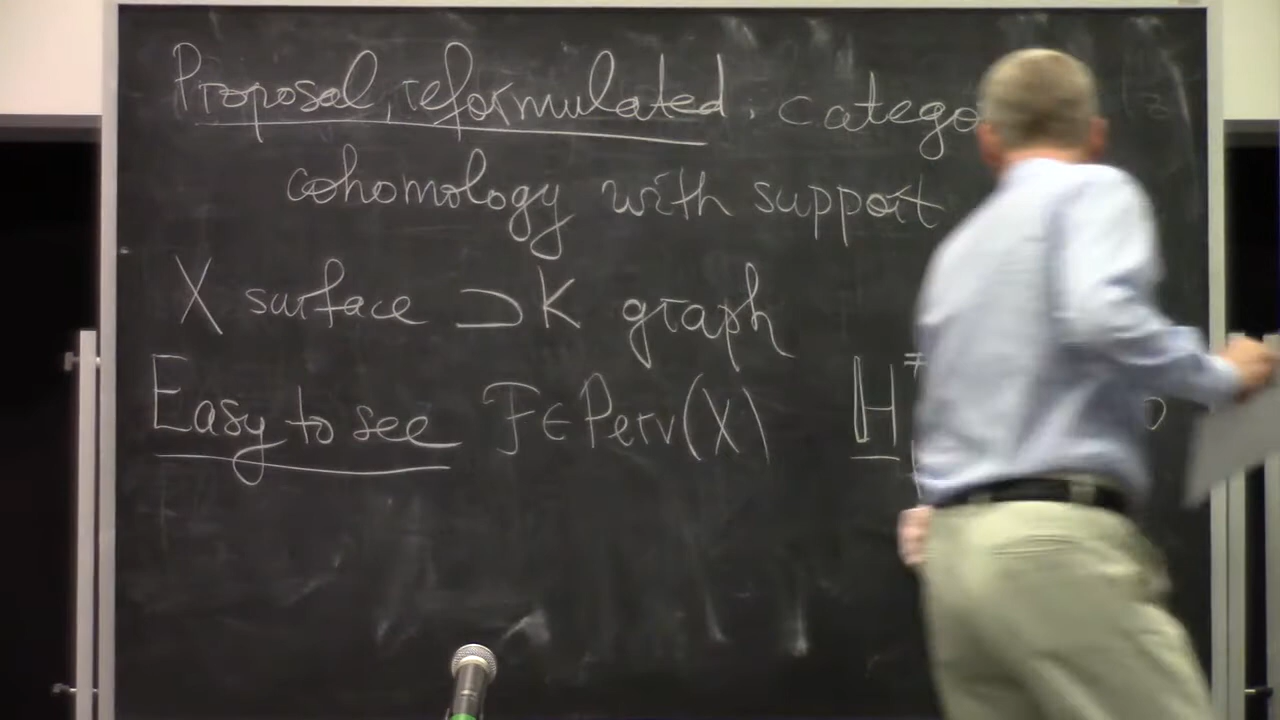 Proposal, reformulated. catego
cohomology with support
X surface ⊃ K graph
Easy to see F ∈ Perv(X) H